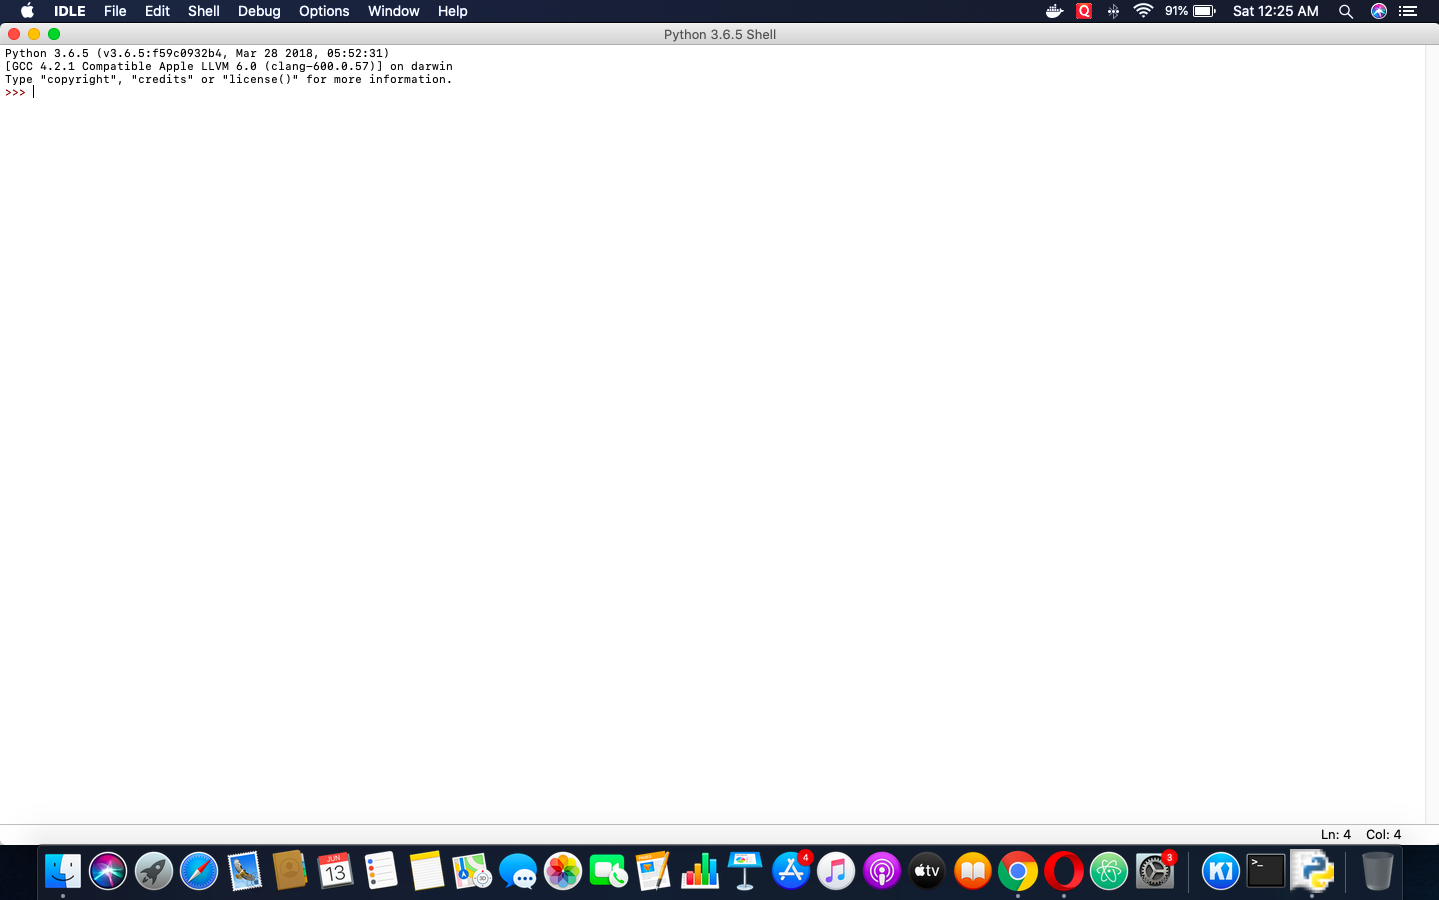 IDLE File Edit Shell Debug Options Window Help Q 91% Sat 12:25 AM
Python 3.6.5 Shell
Python 3.6.5 (v3.6.5:f59c0932b4, Mar 28 2018, 05:52:31)
[GCC 4.2.1 Compatible Apple LLVM 6.0 (clang-600.0.57)] on darwin
Type "copyright", "credits" or "license()" for more information.
>>>
Ln: 4 Col: 4
JUN
13
3D
4
tv
3
K1
>_